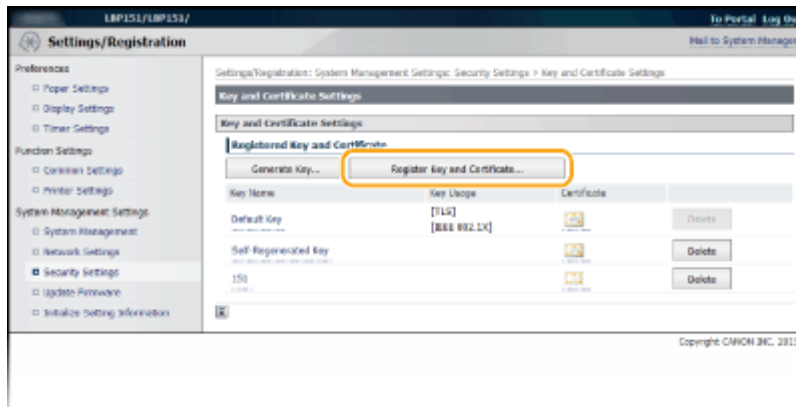 LBP151/LBP151/ To Portal Log Ou
Settings/Registration Mail to System Manager
Preferences
Paper Settings
Display Settings
Timer Settings
Function Settings
Common Settings
Printer Settings
System Management Settings
System Management
Network Settings
Security Settings
Update Firmware
Initialize Setting Information
Settings/Registration: System Management Settings: Security Settings > Key and Certificate Settings
Key and Certificate Settings
Key and Certificate Settings
Registered Key and Certificate
Generate Key... Register Key and Certificate...
Key Name Key Usage Certificate
Default Key [TLS] Delete
[IEEE 802.1X]
Self-Regenerated Key Delete
151 Delete
Copyright CANON INC. 2015